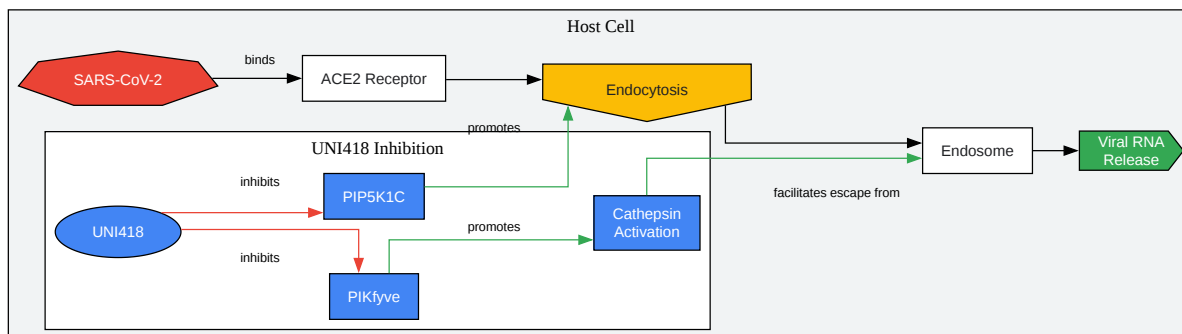 Host Cell
SARS-CoV-2
binds
ACE2 Receptor
Endocytosis
promotes
UNI418 Inhibition
Endosome
Viral RNA
Release
inhibits
PIP5K1C
facilitates escape from
UNI418
promotes
Cathepsin
Activation
inhibits
PIKfyve